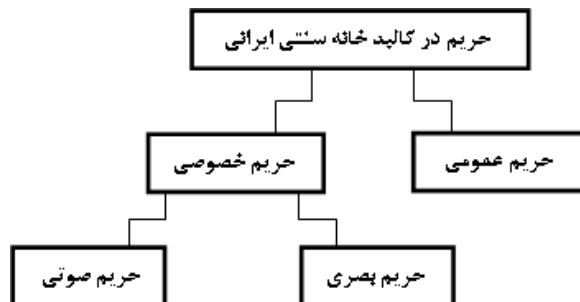 حریم در کالبد خانه سنتی ایرانی
حریم عمومی
حریم خصوصی
حریم بصری
حریم صوتی